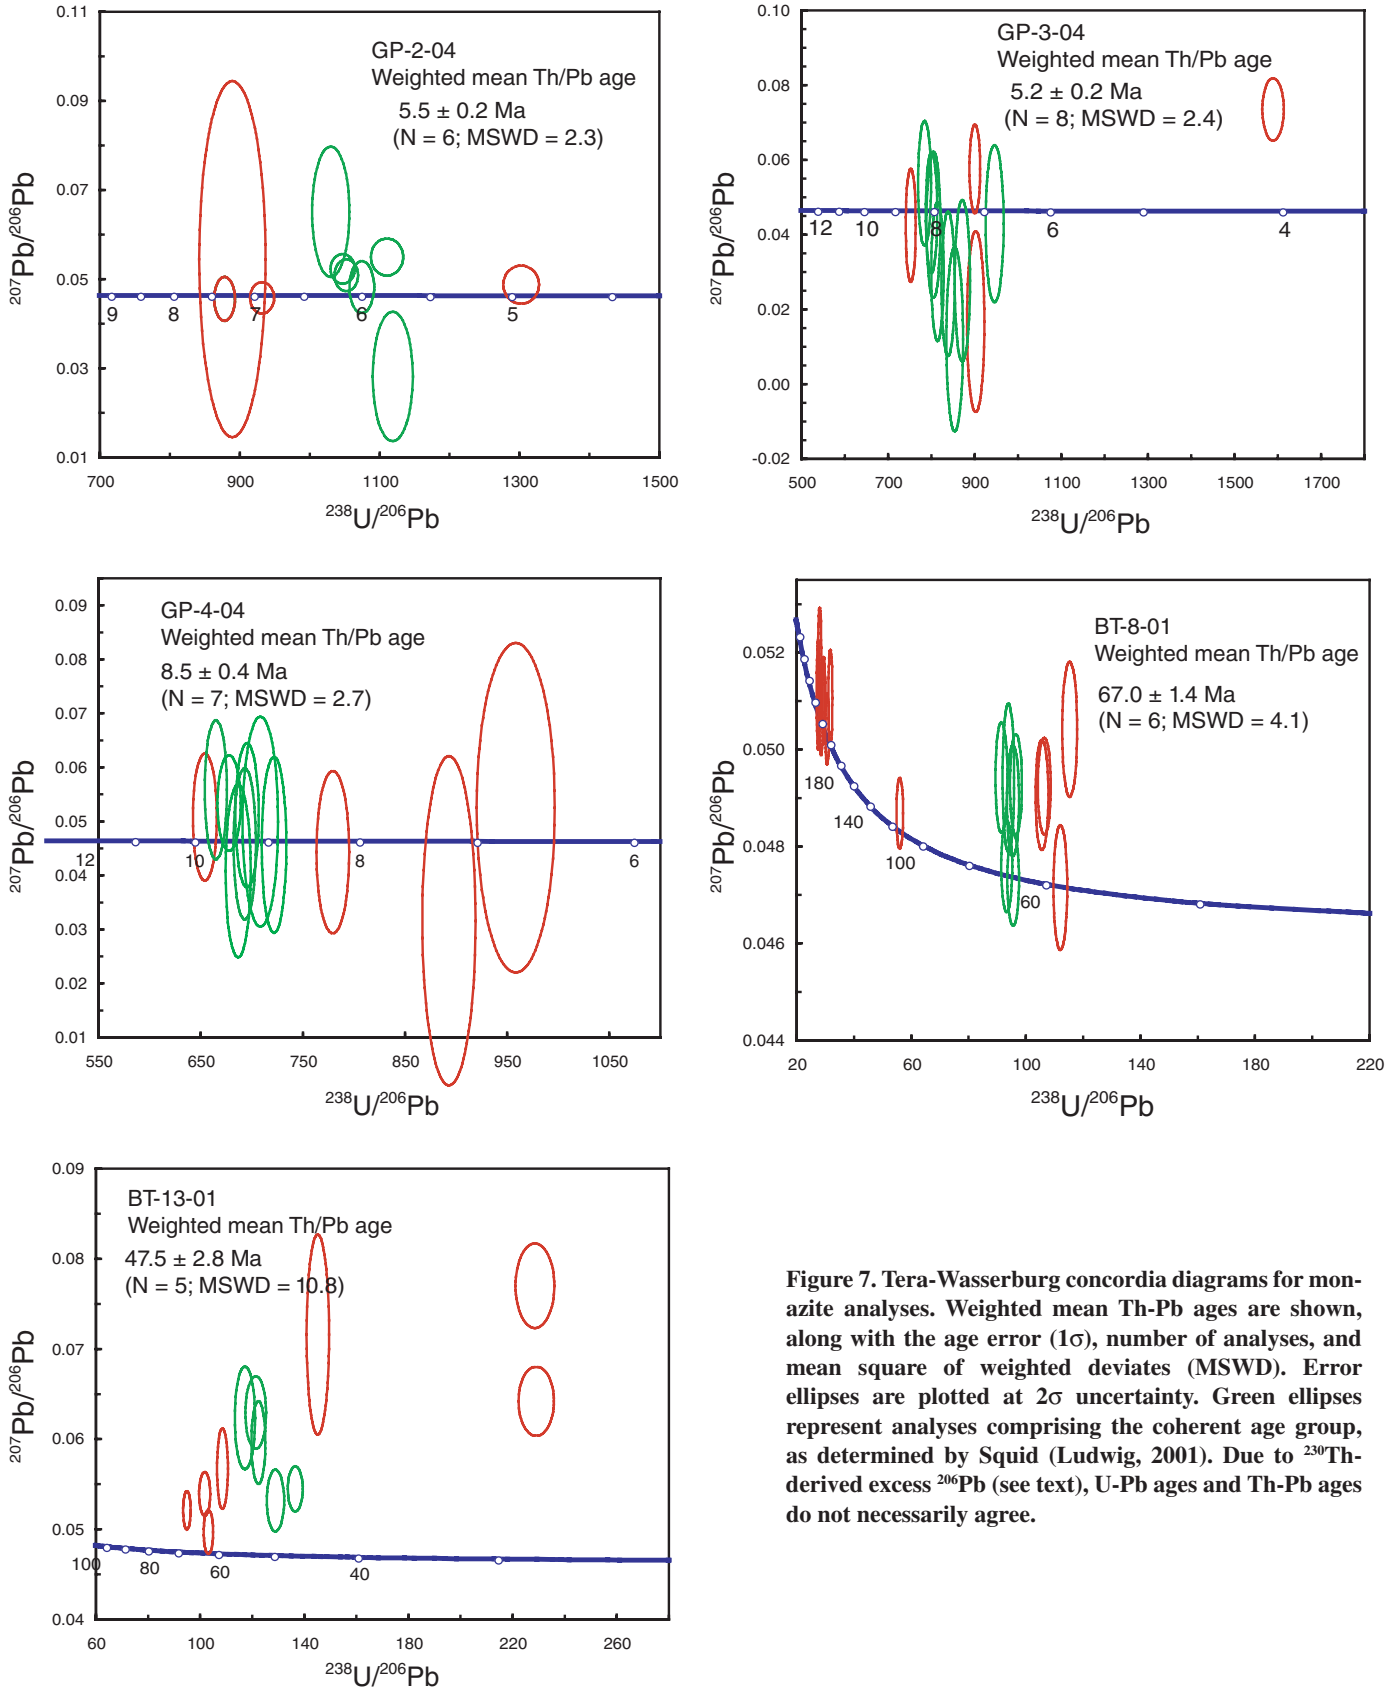 GP-2-04
Weighted mean Th/Pb age
5.5 ± 0.2 Ma
(N = 6; MSWD = 2.3)
0.11
0.09
0.07
0.05
0.03
0.01
²⁰⁷Pb/²⁰⁶Pb
9 8 7 6 5
700 900 1100 1300 1500
²³⁸U/²⁰⁶Pb
GP-3-04
Weighted mean Th/Pb age
5.2 ± 0.2 Ma
(N = 8; MSWD = 2.4)
0.10
0.08
0.06
0.04
0.02
0.00
-0.02
²⁰⁷Pb/²⁰⁶Pb
12 10 8 6 4
500 700 900 1100 1300 1500 1700
²³⁸U/²⁰⁶Pb
GP-4-04
Weighted mean Th/Pb age
8.5 ± 0.4 Ma
(N = 7; MSWD = 2.7)
0.09
0.08
0.07
0.06
0.05
0.04
0.03
0.02
0.01
²⁰⁷Pb/²⁰⁶Pb
12 10 8 6
550 650 750 850 950 1050
²³⁸U/²⁰⁶Pb
BT-8-01
Weighted mean Th/Pb age
67.0 ± 1.4 Ma
(N = 6; MSWD = 4.1)
0.052
0.050
0.048
0.046
0.044
²⁰⁷Pb/²⁰⁶Pb
180
140
100
60
20 60 100 140 180 220
²³⁸U/²⁰⁶Pb
BT-13-01
Weighted mean Th/Pb age
47.5 ± 2.8 Ma
(N = 5; MSWD = 10.8)
0.09
0.08
0.07
0.06
0.05
0.04
²⁰⁷Pb/²⁰⁶Pb
100 80 60 40
60 100 140 180 220 260
²³⁸U/²⁰⁶Pb
Figure 7. Tera-Wasserburg concordia diagrams for mon-
azite analyses. Weighted mean Th-Pb ages are shown,
along with the age error (1σ), number of analyses, and
mean square of weighted deviates (MSWD). Error
ellipses are plotted at 2σ uncertainty. Green ellipses
represent analyses comprising the coherent age group,
as determined by Squid (Ludwig, 2001). Due to ²³⁰Th-
derived excess ²⁰⁶Pb (see text), U-Pb ages and Th-Pb ages
do not necessarily agree.